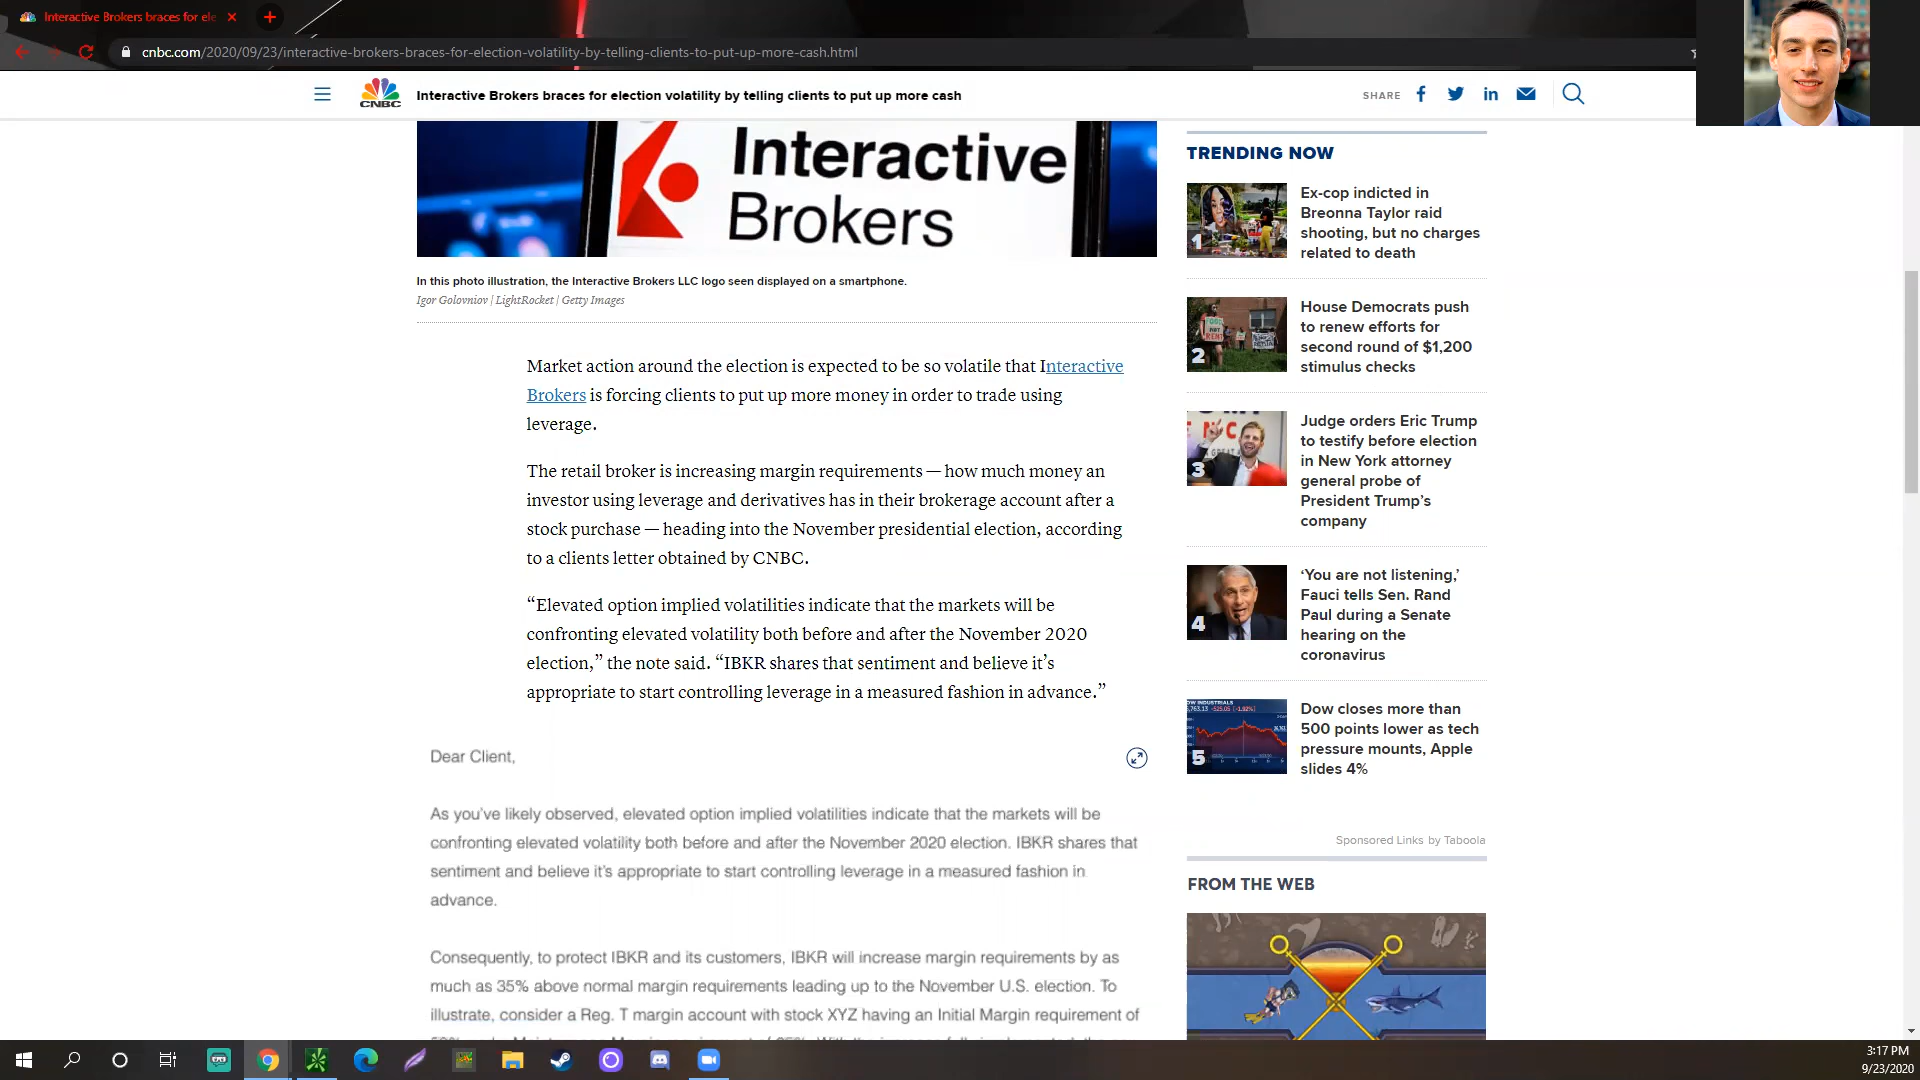 Interactive Brokers braces for ele
cnbc.com/2020/09/23/interactive-brokers-braces-for-election-volatility-by-telling-clients-to-put-up-more-cash.html
CNBC
Interactive Brokers braces for election volatility by telling clients to put up more cash
SHARE
Interactive
Brokers
In this photo illustration, the Interactive Brokers LLC logo seen displayed on a smartphone.
Igor Golovniov | LightRocket | Getty Images
Market action around the election is expected to be so volatile that Interactive
Brokers is forcing clients to put up more money in order to trade using
leverage.
The retail broker is increasing margin requirements — how much money an
investor using leverage and derivatives has in their brokerage account after a
stock purchase — heading into the November presidential election, according
to a clients letter obtained by CNBC.
“Elevated option implied volatilities indicate that the markets will be
confronting elevated volatility both before and after the November 2020
election,” the note said. “IBKR shares that sentiment and believe it’s
appropriate to start controlling leverage in a measured fashion in advance.”
Dear Client,
As you’ve likely observed, elevated option implied volatilities indicate that the markets will be
confronting elevated volatility both before and after the November 2020 election. IBKR shares that
sentiment and believe it’s appropriate to start controlling leverage in a measured fashion in
advance.
Consequently, to protect IBKR and its customers, IBKR will increase margin requirements by as
much as 35% above normal margin requirements leading up to the November U.S. election. To
illustrate, consider a Reg. T margin account with stock XYZ having an Initial Margin requirement of
TRENDING NOW
1
Ex-cop indicted in
Breonna Taylor raid
shooting, but no charges
related to death
2
House Democrats push
to renew efforts for
second round of $1,200
stimulus checks
3
Judge orders Eric Trump
to testify before election
in New York attorney
general probe of
President Trump’s
company
4
‘You are not listening,’
Fauci tells Sen. Rand
Paul during a Senate
hearing on the
coronavirus
5
Dow closes more than
500 points lower as tech
pressure mounts, Apple
slides 4%
Sponsored Links by Taboola
FROM THE WEB
3:17 PM
9/23/2020